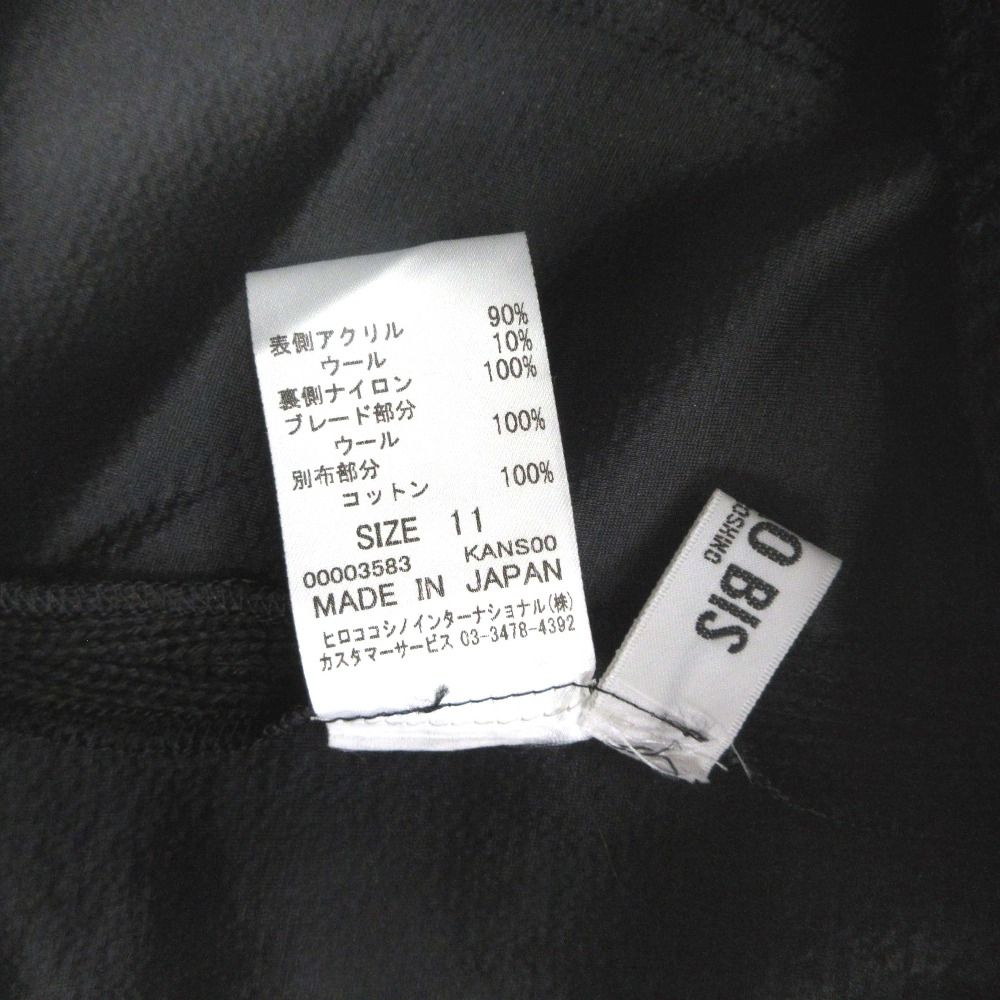 表側アクリル 90%
ウール 10%
裏側ナイロン 100%
ブレード部分
ウール 100%
別布部分
コットン 100%
SIZE 11
00003583 KANSOO
MADE IN JAPAN
ヒロココシノインターナショナル(株)
カスタマーサービス 03-3478-4392
OSHINO
O BIS